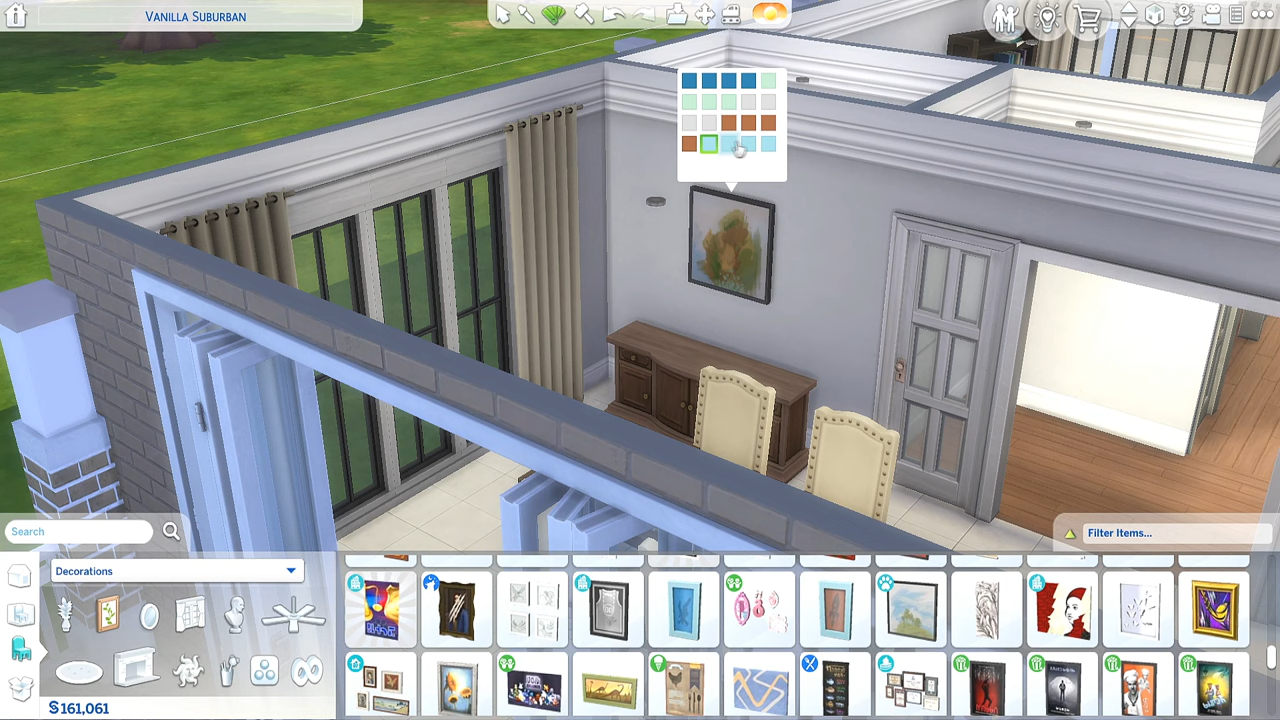 VANILLA SUBURBAN
Search
Filter Items...
Decorations
§161,061